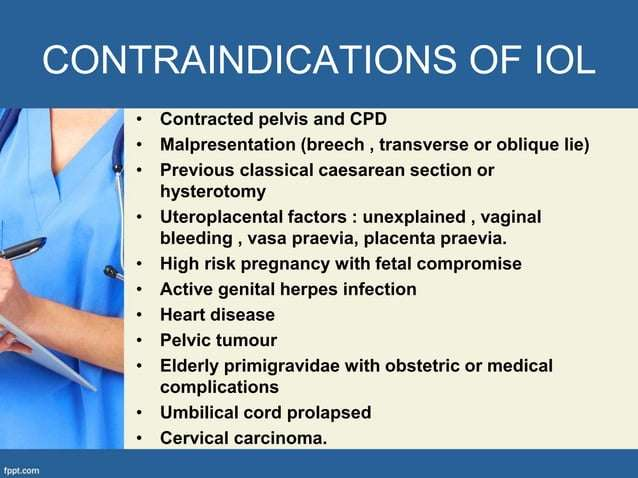 CONTRAINDICATIONS OF IOL
• Contracted pelvis and CPD
• Malpresentation (breech , transverse or oblique lie)
• Previous classical caesarean section or
hysterotomy
• Uteroplacental factors : unexplained , vaginal
bleeding , vasa praevia, placenta praevia.
• High risk pregnancy with fetal compromise
• Active genital herpes infection
• Heart disease
• Pelvic tumour
• Elderly primigravidae with obstetric or medical
complications
• Umbilical cord prolapsed
• Cervical carcinoma.
fppt.com